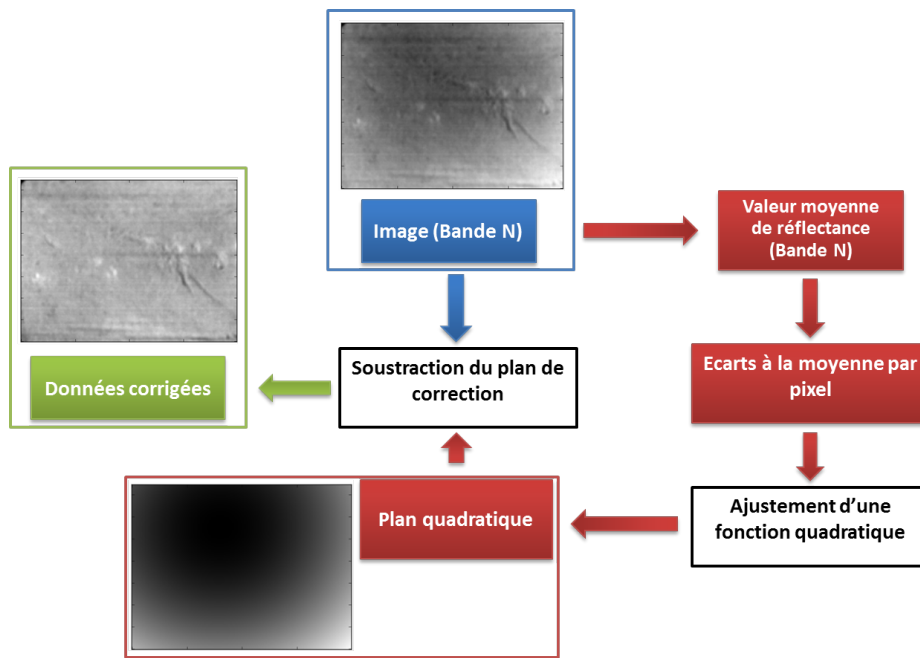 Image (Bande N)
Valeur moyenne
de réflectance
(Bande N)
Ecarts à la moyenne par
pixel
Ajustement d’une
fonction quadratique
Plan quadratique
Soustraction du plan de
correction
Données corrigées